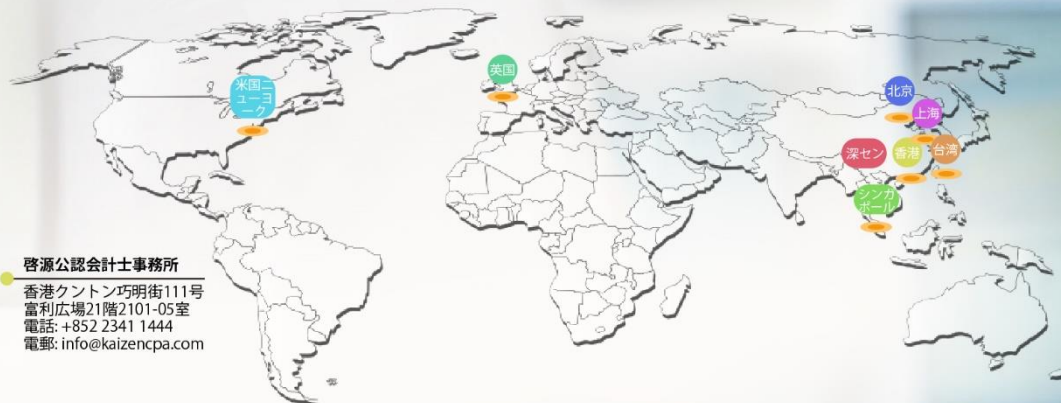 米国ニ
ューヨ
ーク
英国
北京
上海
深セン
香港
台湾
シンガ
ポール
啓源公認会計士事務所
香港クントン巧明街111号
富利広場21階2101-05室
電話: +852 2341 1444
電郵: info@kaizencpa.com